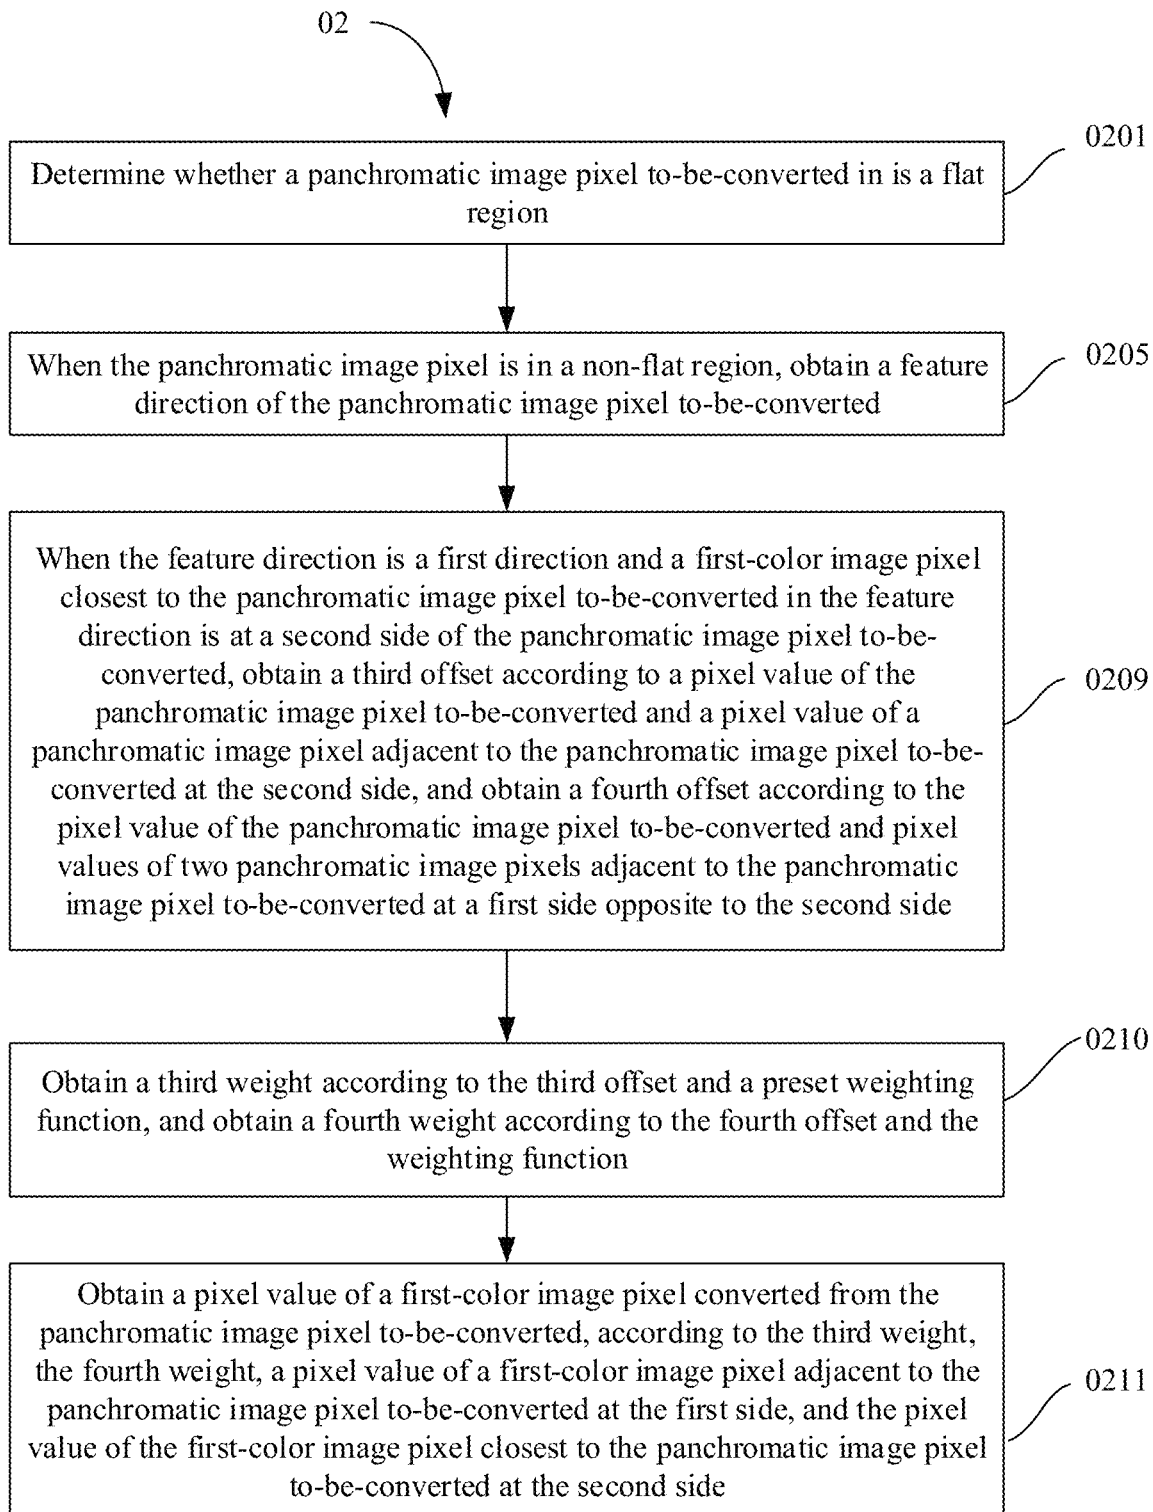 02
0201
Determine whether a panchromatic image pixel to-be-converted in is a flat
region
0205
When the panchromatic image pixel is in a non-flat region, obtain a feature
direction of the panchromatic image pixel to-be-converted
When the feature direction is a first direction and a first-color image pixel
closest to the panchromatic image pixel to-be-converted in the feature
direction is at a second side of the panchromatic image pixel to-be-
converted, obtain a third offset according to a pixel value of the
panchromatic image pixel to-be-converted and a pixel value of a
panchromatic image pixel adjacent to the panchromatic image pixel to-be-
converted at the second side, and obtain a fourth offset according to the
pixel value of the panchromatic image pixel to-be-converted and pixel
values of two panchromatic image pixels adjacent to the panchromatic
image pixel to-be-converted at a first side opposite to the second side
0209
0210
Obtain a third weight according to the third offset and a preset weighting
function, and obtain a fourth weight according to the fourth offset and the
weighting function
Obtain a pixel value of a first-color image pixel converted from the
panchromatic image pixel to-be-converted, according to the third weight,
the fourth weight, a pixel value of a first-color image pixel adjacent to the
panchromatic image pixel to-be-converted at the first side, and the pixel
value of the first-color image pixel closest to the panchromatic image pixel
to-be-converted at the second side
0211